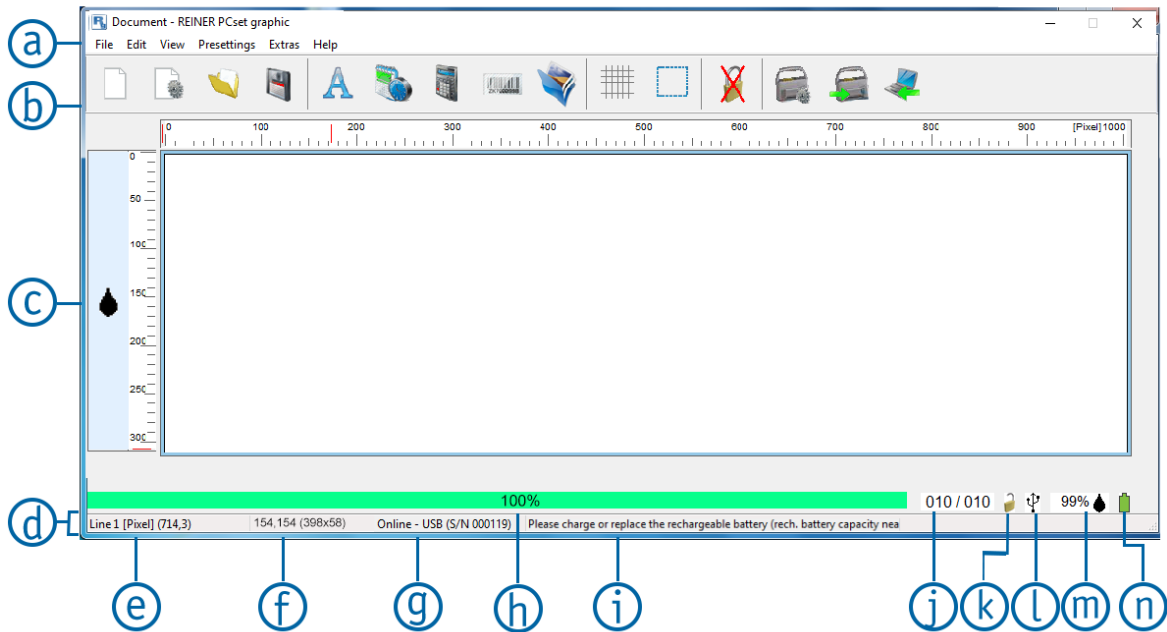 Document - REINER PCset graphic
a
File Edit View Presettings Extras Help
b
0 100 200 300 400 500 600 700 800 900 [Pixel] 1000
0
50
100
150
c
200
250
300
100%
010 / 010
99%
d
Line 1 [Pixel] (714,3) 154,154 (398x58) Online - USB (S/N 000119) Please charge or replace the rechargeable battery (rech. battery capacity nea
e f g h i j k l m n